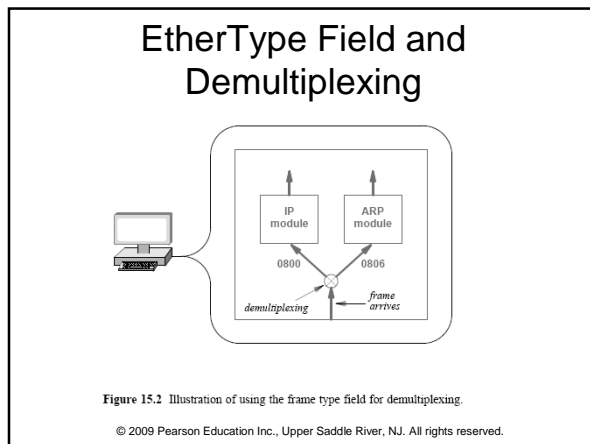 EtherType Field and
Demultiplexing
IP
module
ARP
module
0800
0806
demultiplexing
frame
arrives
Figure 15.2 Illustration of using the frame type field for demultiplexing.
© 2009 Pearson Education Inc., Upper Saddle River, NJ. All rights reserved.